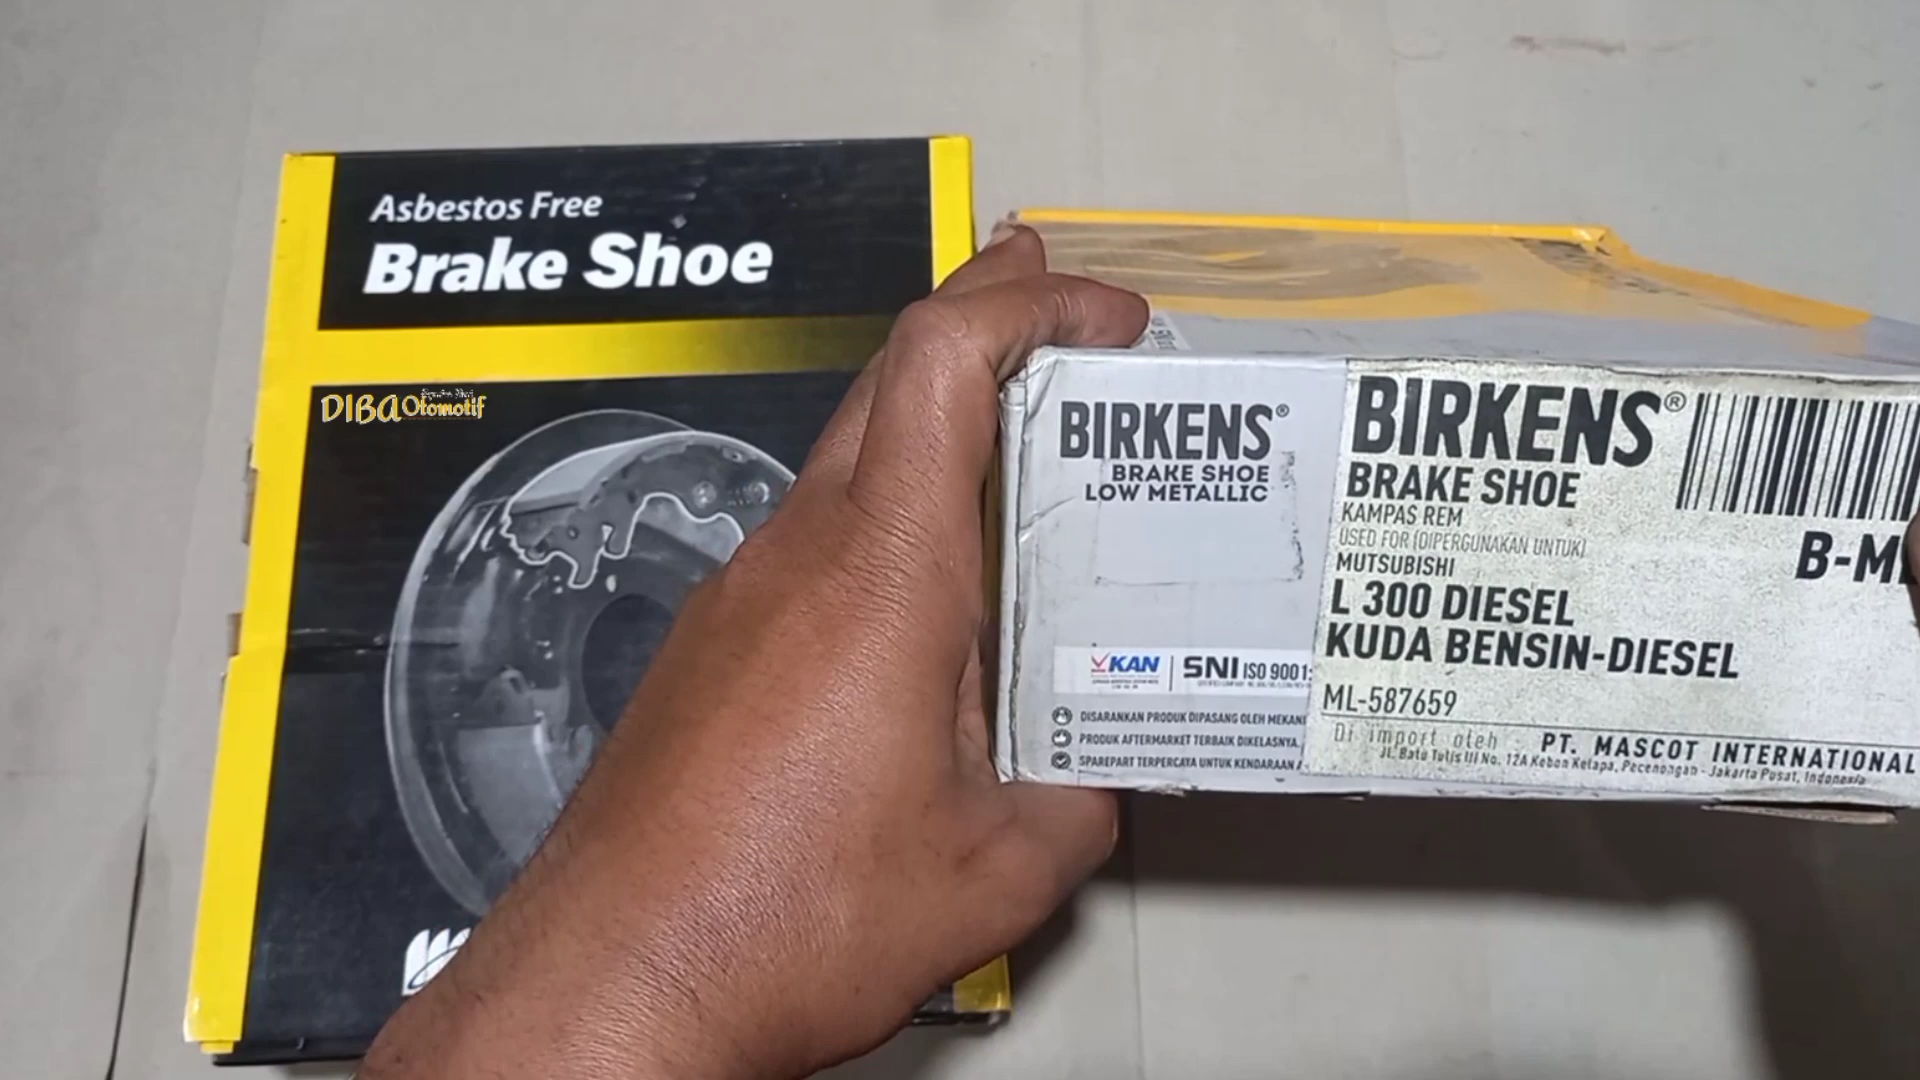 Asbestos Free
Brake Shoe
DIBA Otomotif
BIRKENS®
BRAKE SHOE
LOW METALLIC
KAN
SNI ISO 9001:
DISARANKAN PRODUK DIPASANG OLEH MEKANI
PRODUK AFTERMARKET TERBAIK DIKELASNYA.
SPAREPART TERPERCAYA UNTUK KENDARAAN A
BIRKENS®
BRAKE SHOE
KAMPAS REM
USED FOR (DIPERGUNAKAN UNTUK)
MUTSUBISHI
B-M
L 300 DIESEL
KUDA BENSIN-DIESEL
ML-587659
Di import oleh : PT. MASCOT INTERNATIONAL
JL. Batu Tulis III No. 12A Kebon Kelapa, Pecenongan - Jakarta Pusat, Indonesia